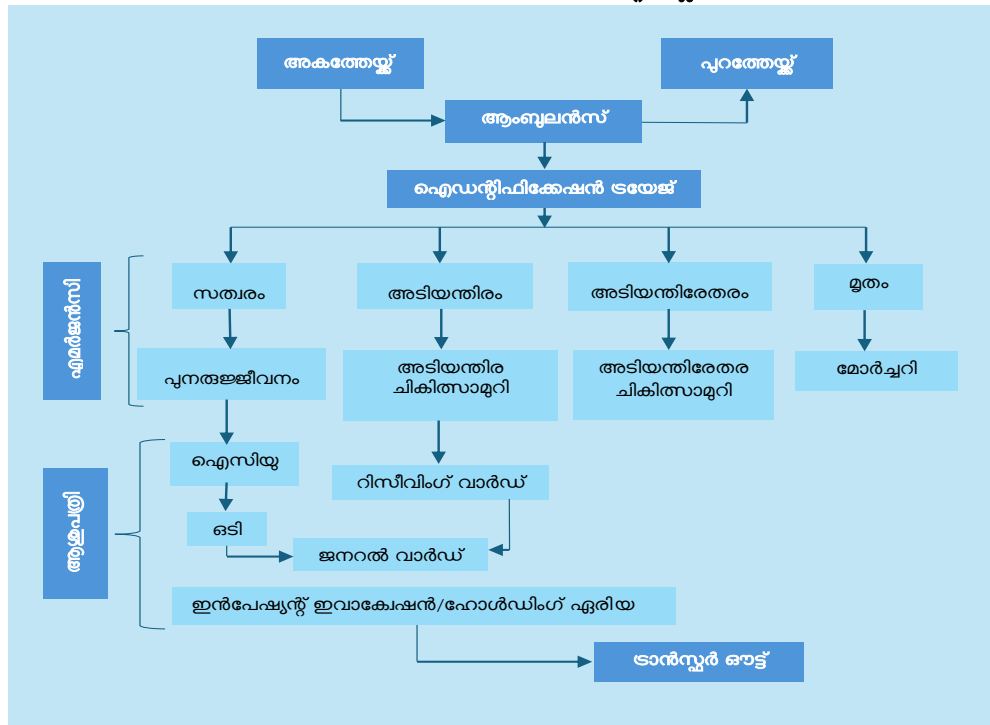 അകത്തേയ്ക്ക്
പുറത്തേയ്ക്ക്
ആംബുലൻസ്
ഐഡന്റിഫിക്കേഷൻ ട്രയേജ്
എമർജൻസി
സത്വരം
അടിയന്തിരം
അടിയന്തിരേതരം
മൃതം
പുനരുജ്ജീവനം
അടിയന്തിര
ചികിത്സാമുറി
അടിയന്തിരേതര
ചികിത്സാമുറി
മോർച്ചറി
ആശുപത്രി
ഐസിയു
റിസീവിംഗ് വാർഡ്
ഒടി
ജനറൽ വാർഡ്
ഇൻപേഷ്യന്റ് ഇവാക്വേഷൻ/ഹോൾഡിംഗ് ഏരിയ
ട്രാൻസ്ഫർ ഔട്ട്